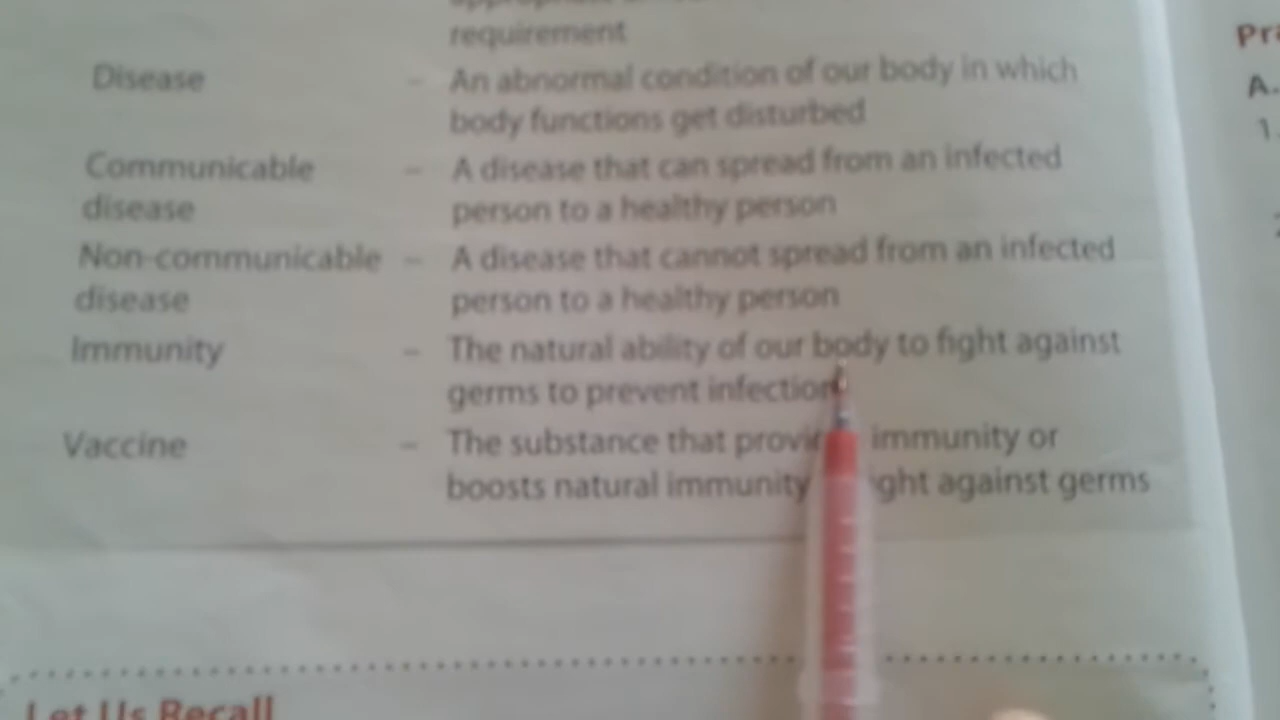 requirement
Disease – An abnormal condition of our body in which
body functions get disturbed
Communicable – A disease that can spread from an infected
disease person to a healthy person
Non-communicable – A disease that cannot spread from an infected
disease person to a healthy person
Immunity – The natural ability of our body to fight against
germs to prevent infection
Vaccine – The substance that immunity or
boosts natural immunity against germs
Let Us Recall
A.
1.